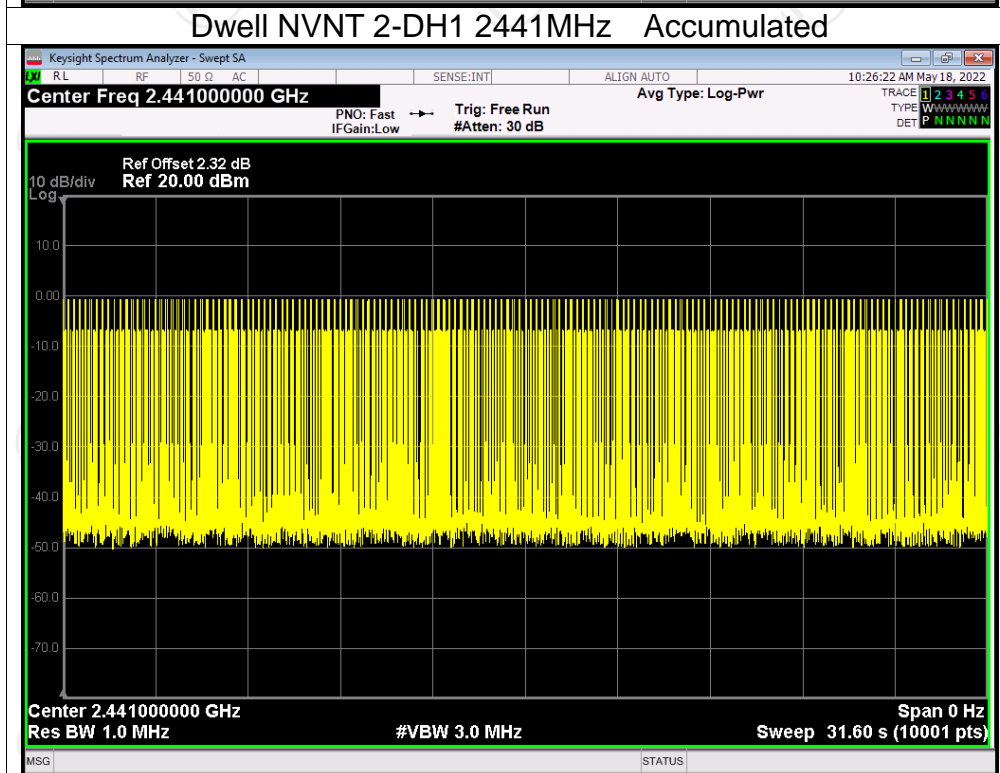 Dwell NVNT 2-DH1 2441MHz Accumulated
Keysight Spectrum Analyzer - Swept SA
LXI RL RF 50 Ω AC SENSE:INT ALIGN AUTO 10:26:22 AM May 18, 2022
Center Freq 2.441000000 GHz Avg Type: Log-Pwr TRACE 1 2 3 4 5 6
PNO: Fast Trig: Free Run TYPE WWWWWWW
IFGain:Low #Atten: 30 dB DET P N N N N N
Ref Offset 2.32 dB
10 dB/div Ref 20.00 dBm
Log
10.0
0.00
-10.0
-20.0
-30.0
-40.0
-50.0
-60.0
-70.0
Center 2.441000000 GHz Span 0 Hz
Res BW 1.0 MHz #VBW 3.0 MHz Sweep 31.60 s (10001 pts)
MSG STATUS